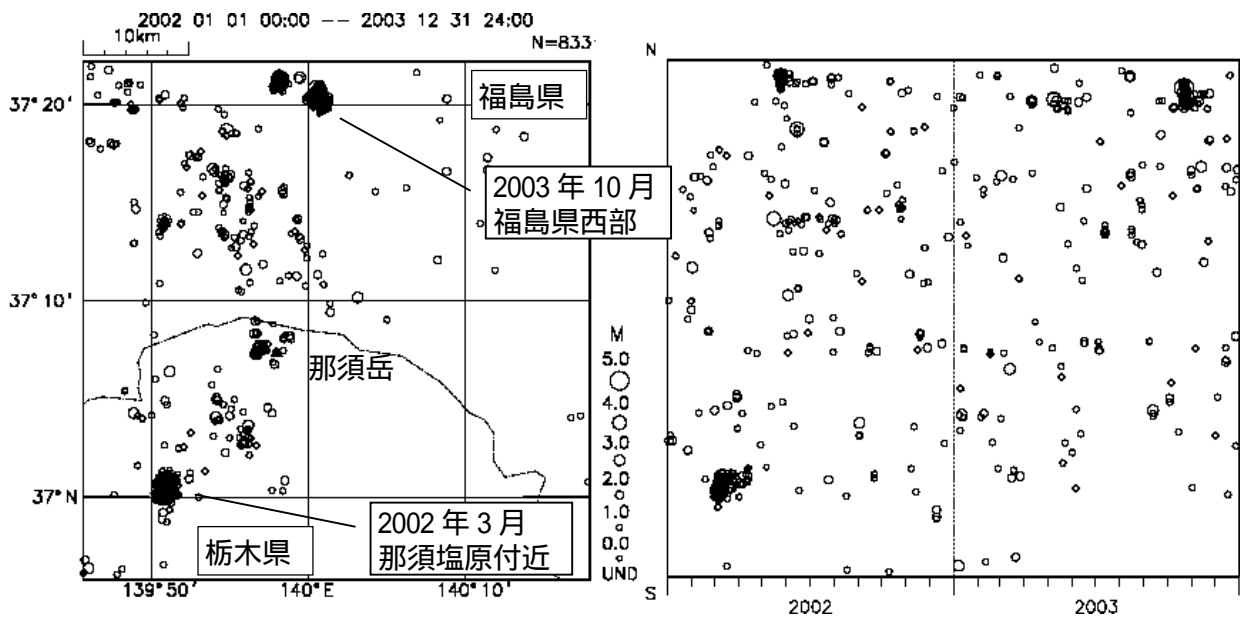 2002 01 01 00:00 -- 2003 12 31 24:00
10km
N=833
N
37°20'
福島県
2003 年 10 月
福島県西部
37°10'
那須岳
M
5.0
4.0
3.0
2.0
1.0
0.0
UND
37°N
2002 年 3 月
那須塩原付近
栃木県
139°50'
140°E
140°10'
S
2002
2003